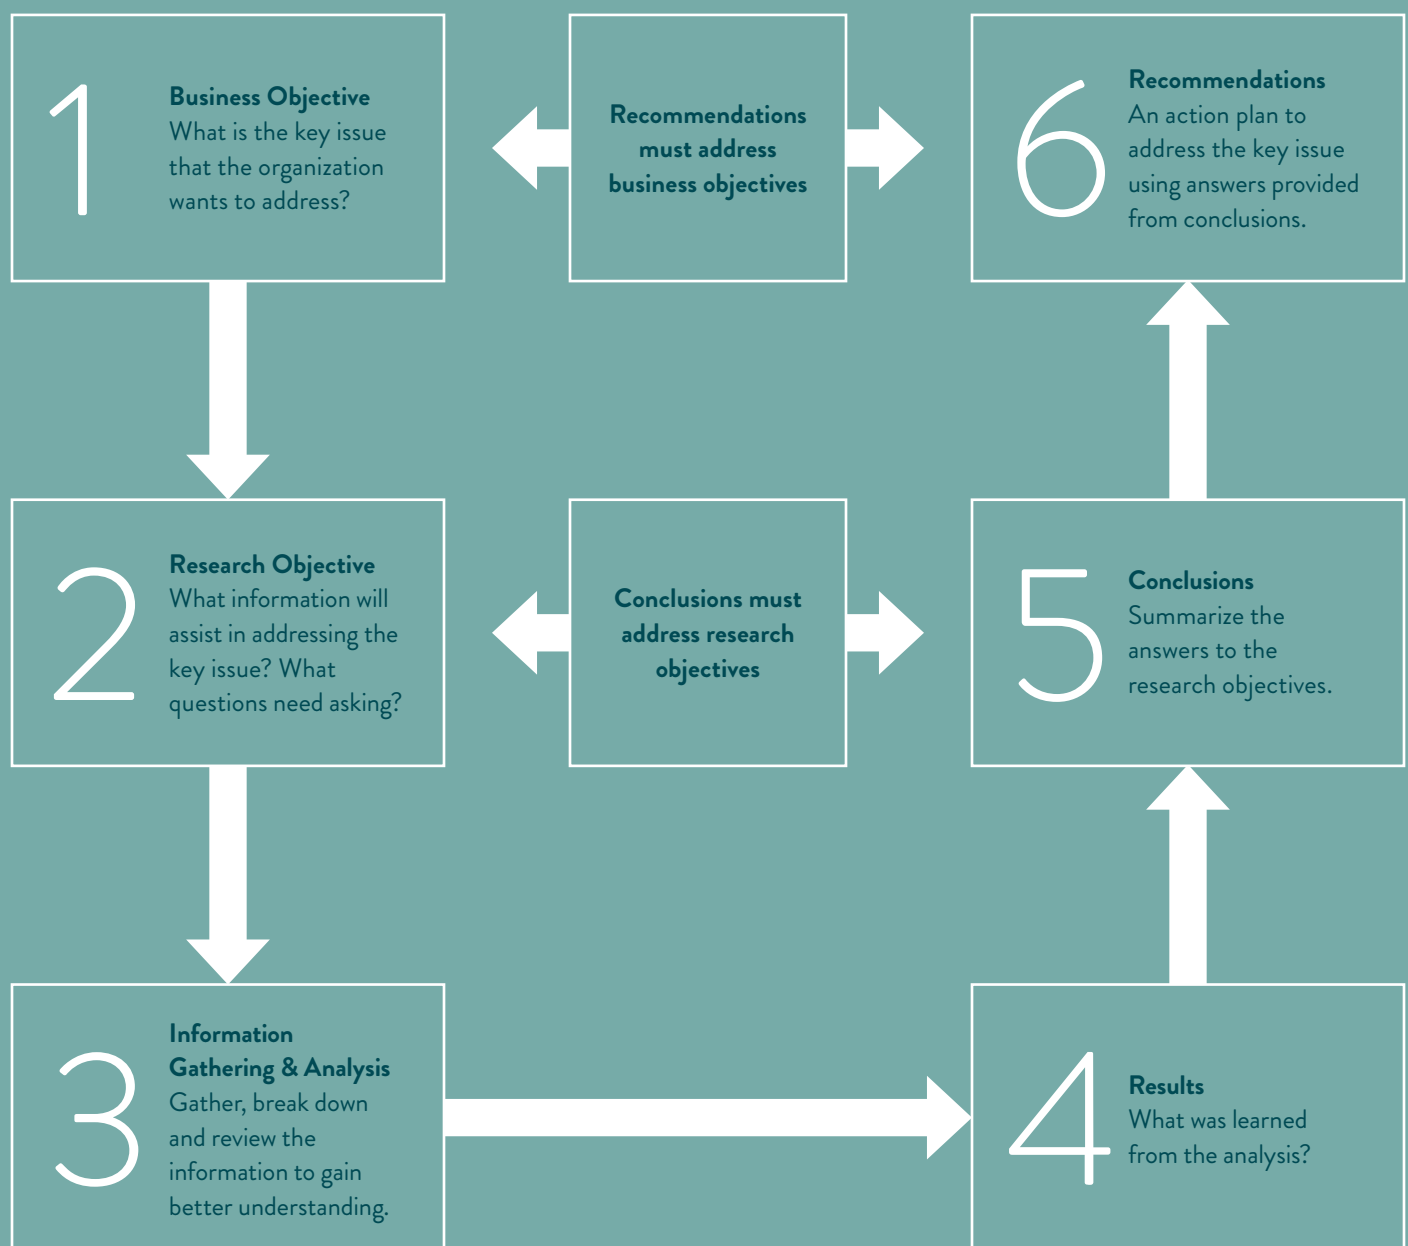 1
Business Objective
What is the key issue
that the organization
wants to address?
Recommendations
must address
business objectives
6
Recommendations
An action plan to
address the key issue
using answers provided
from conclusions.
2
Research Objective
What information will
assist in addressing the
key issue? What
questions need asking?
Conclusions must
address research
objectives
5
Conclusions
Summarize the
answers to the
research objectives.
3
Information
Gathering & Analysis
Gather, break down
and review the
information to gain
better understanding.
4
Results
What was learned
from the analysis?